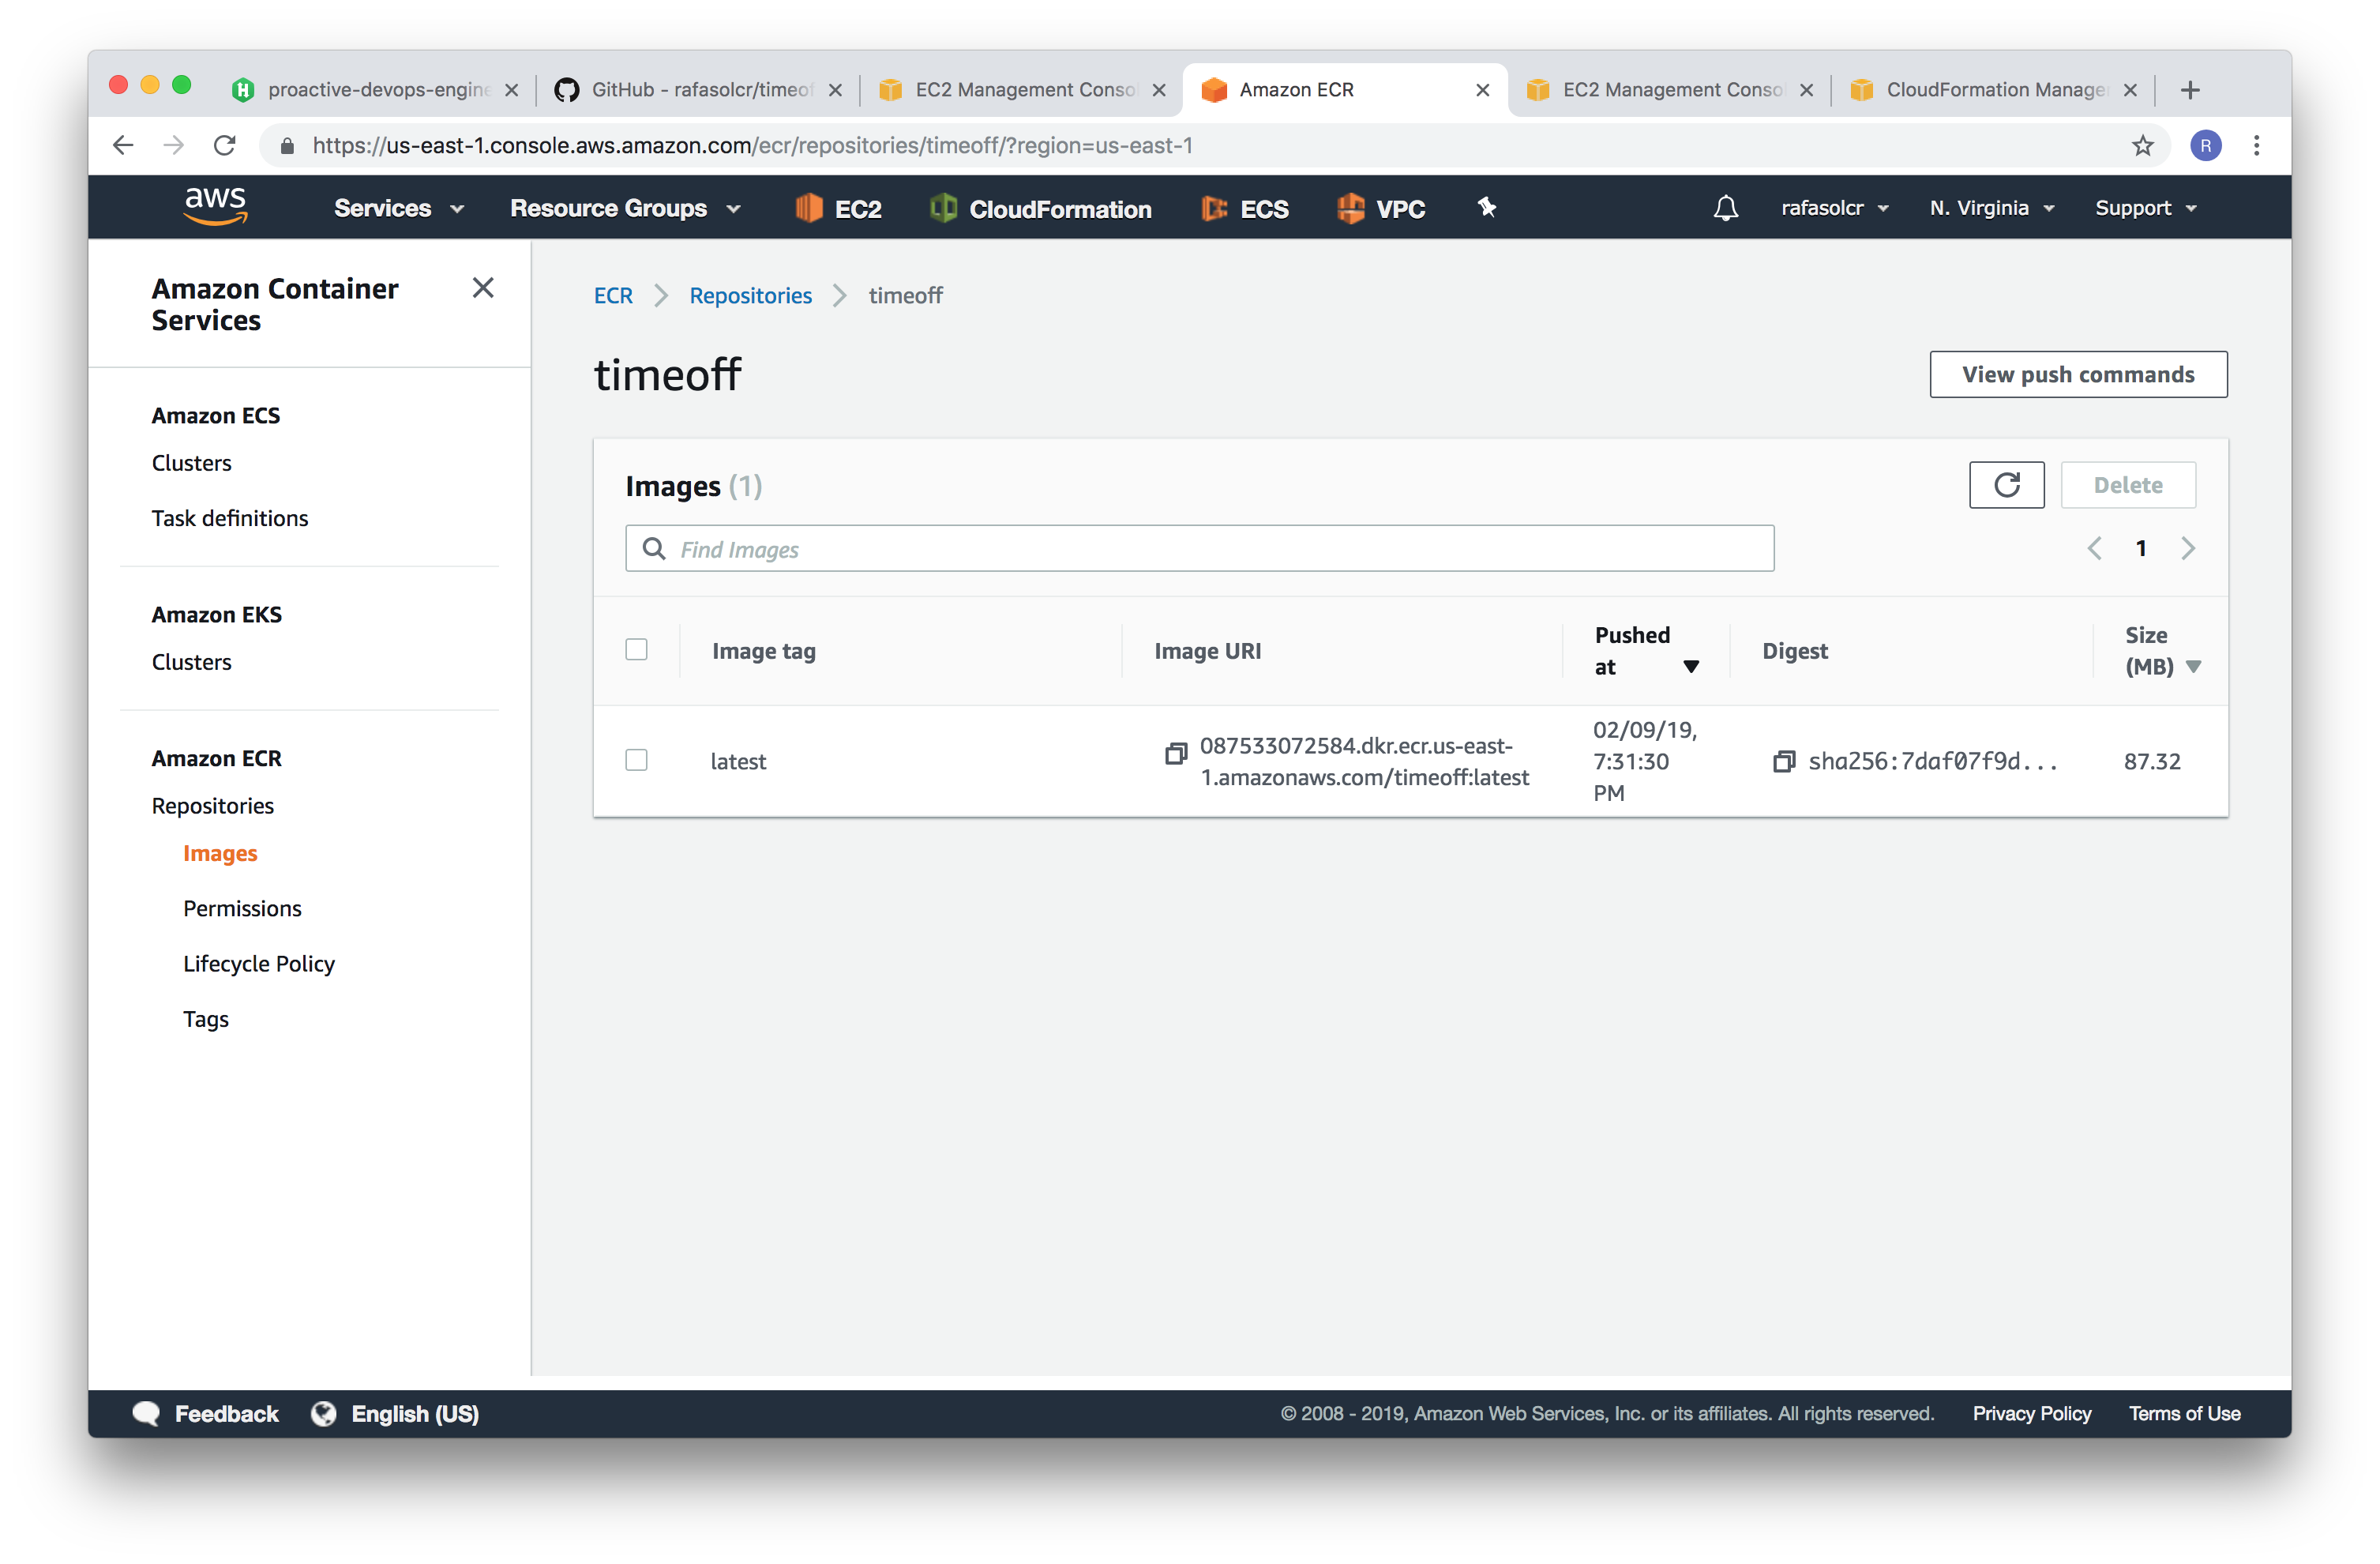 proactive-devops-engine
GitHub - rafasolcr/timeof
EC2 Management Consol
Amazon ECR
EC2 Management Consol
CloudFormation Manage
https://us-east-1.console.aws.amazon.com/ecr/repositories/timeoff/?region=us-east-1
R
aws
Services
Resource Groups
EC2
CloudFormation
ECS
VPC
rafasolcr
N. Virginia
Support
Amazon Container
Services
Amazon ECS
Clusters
Task definitions
Amazon EKS
Clusters
Amazon ECR
Repositories
Images
Permissions
Lifecycle Policy
Tags
ECR
Repositories
timeoff
timeoff
View push commands
Images (1)
Delete
Find Images
1
Image tag
Image URI
Pushed
at
Digest
Size
(MB)
latest
087533072584.dkr.ecr.us-east-
1.amazonaws.com/timeoff:latest
02/09/19,
7:31:30
PM
sha256:7daf07f9d...
87.32
Feedback
English (US)
© 2008 - 2019, Amazon Web Services, Inc. or its affiliates. All rights reserved.
Privacy Policy
Terms of Use